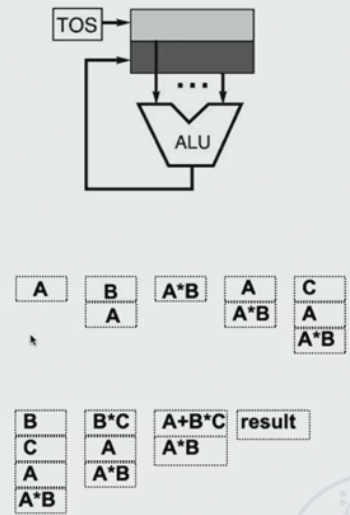 TOS
...
ALU
A B A*B A C
A A*B A
A*B
B B*C A+B*C result
C A A*B
A A*B
A*B